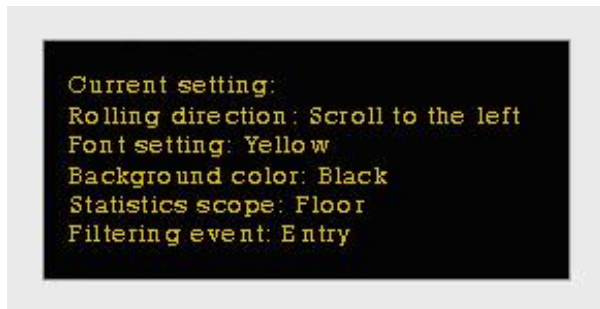 Current setting:
Rolling direction: Scroll to the left
Font setting: Yellow
Background color: Black
Statistics scope: Floor
Filtering event: Entry